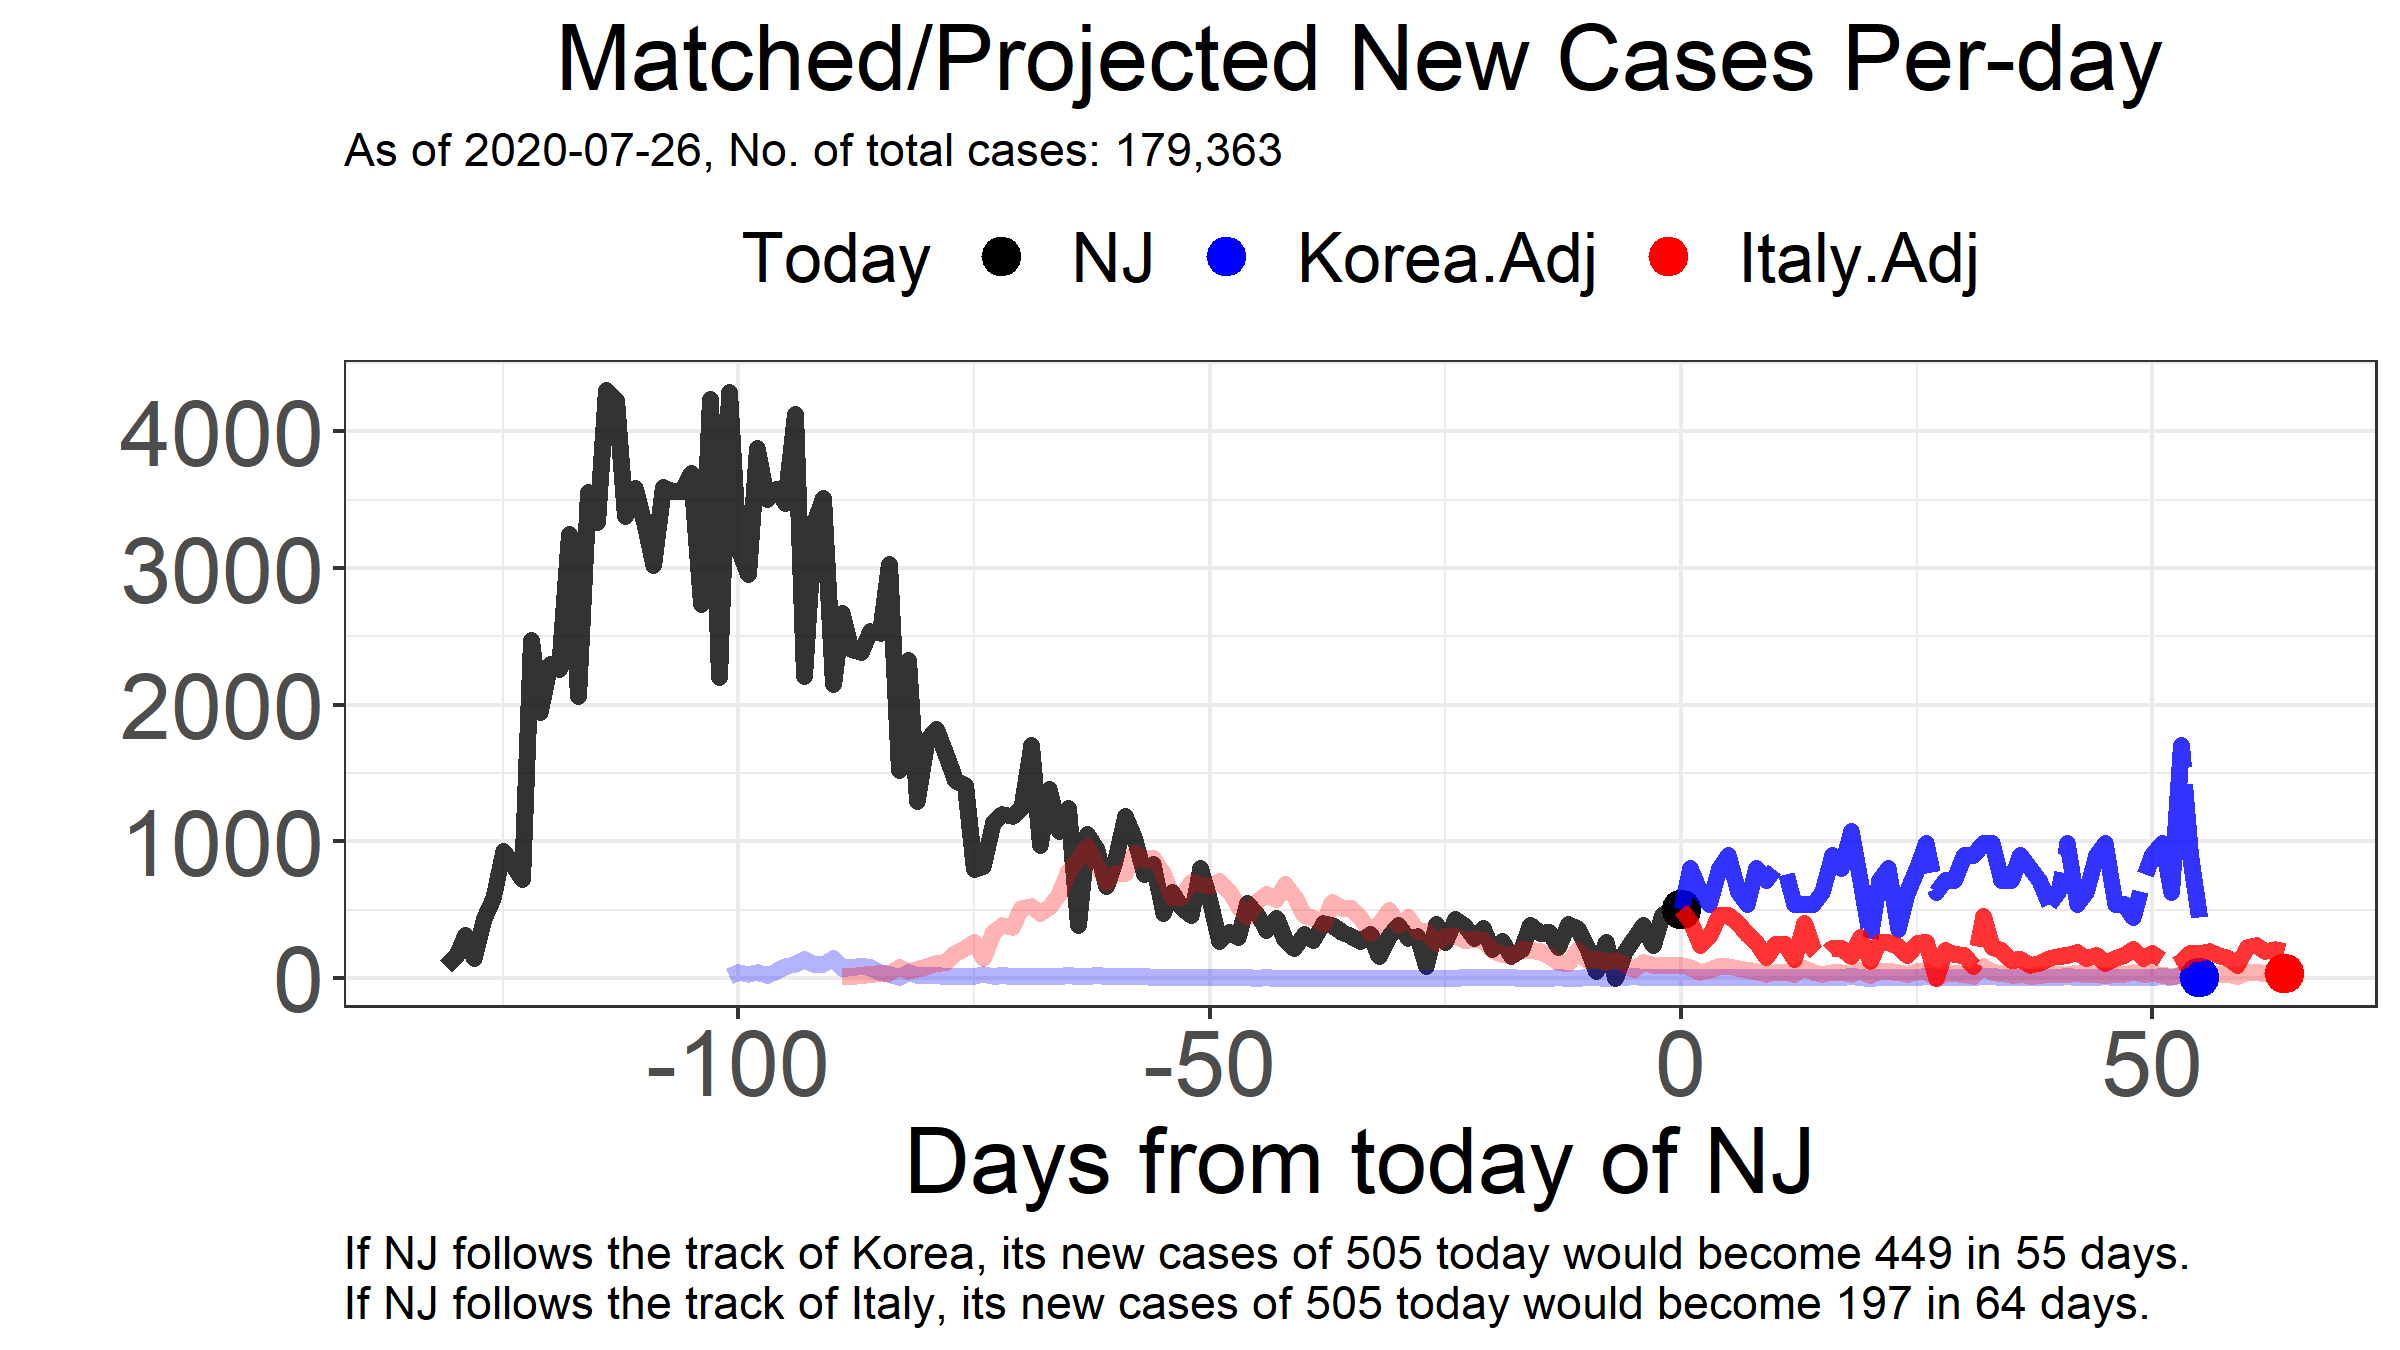 Matched/Projected New Cases Per-day
As of 2020-07-26, No. of total cases: 179,363
Today NJ Korea.Adj Italy.Adj
4000
3000
2000
1000
0
-100 -50 0 50
Days from today of NJ
If NJ follows the track of Korea, its new cases of 505 today would become 449 in 55 days.
If NJ follows the track of Italy, its new cases of 505 today would become 197 in 64 days.